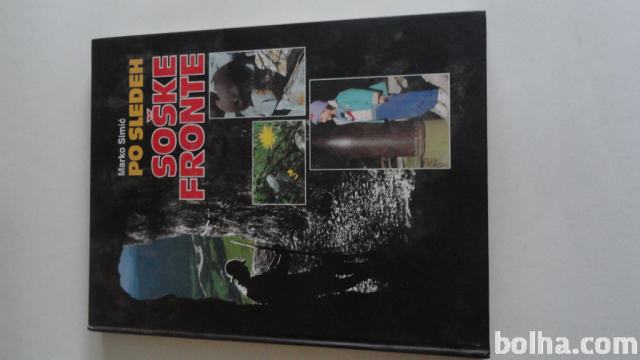 Marko Simić
PO SLEDEH
SOŠKE
FRONTE
bolha.com